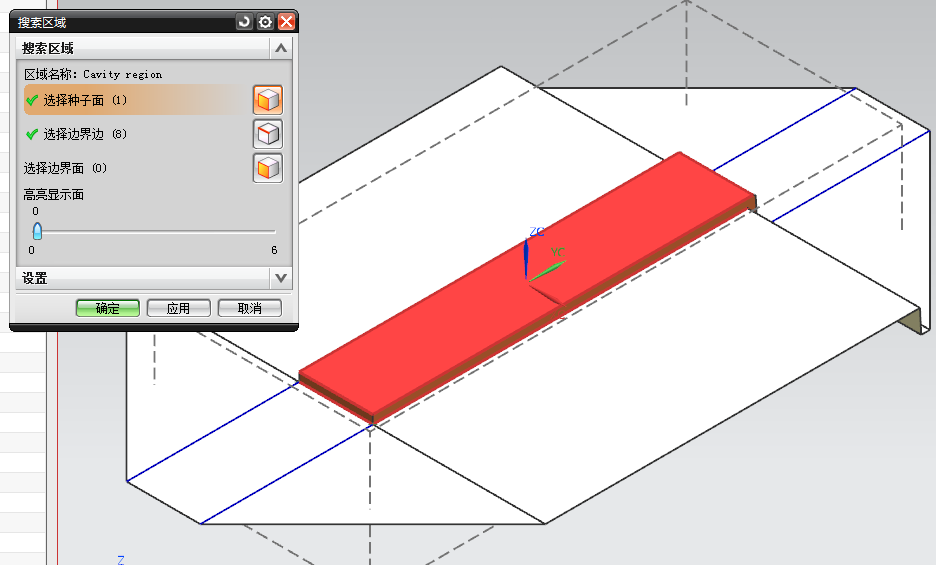 搜索区域
搜索区域
区域名称: Cavity region
选择种子面 (1)
选择边界边 (8)
选择边界面 (0)
高亮显示面
0
0 6
设置
确定 应用 取消
ZC
Z